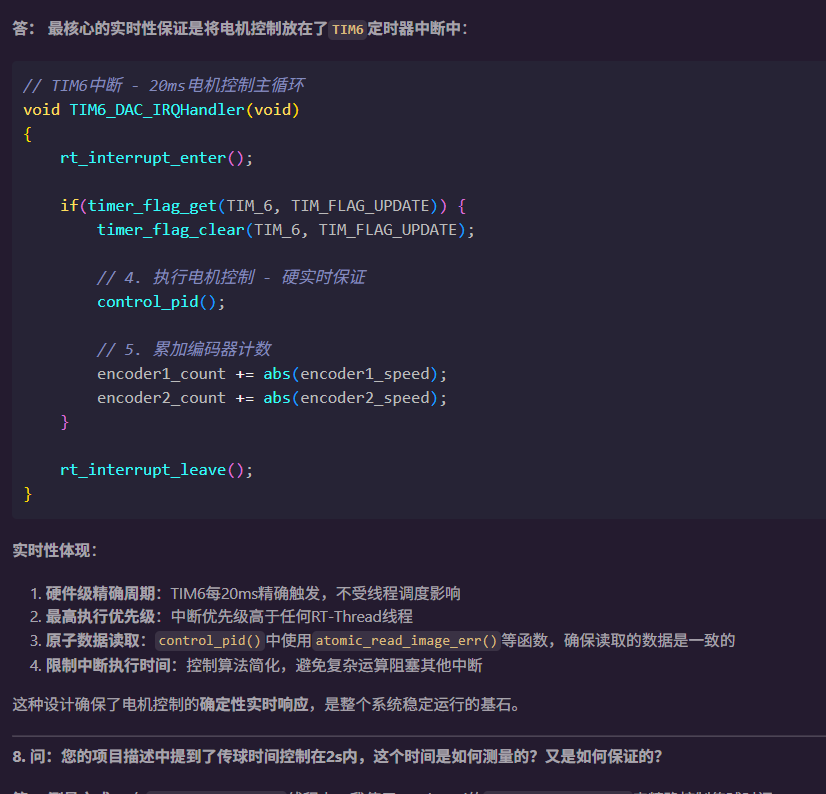 答： 最核心的实时性保证是将电机控制放在了TIM6定时器中断中：
// TIM6中断 - 20ms电机控制主循环
void TIM6_DAC_IRQHandler(void)
{
rt_interrupt_enter();
if(timer_flag_get(TIM_6, TIM_FLAG_UPDATE)) {
timer_flag_clear(TIM_6, TIM_FLAG_UPDATE);
// 4. 执行电机控制 - 硬实时保证
control_pid();
// 5. 累加编码器计数
encoder1_count += abs(encoder1_speed);
encoder2_count += abs(encoder2_speed);
}
rt_interrupt_leave();
}
实时性体现：
1. 硬件级精确周期：TIM6每20ms精确触发，不受线程调度影响
2. 最高执行优先级：中断优先级高于任何RT-Thread线程
3. 原子数据读取：control_pid()中使用atomic_read_image_err()等函数，确保读取的数据是一致的
4. 限制中断执行时间：控制算法简化，避免复杂运算阻塞其他中断
这种设计确保了电机控制的确定性实时响应，是整个系统稳定运行的基石。
8. 问：您的项目描述中提到了传球时间控制在2s内，这个时间是如何测量的？又是如何保证的？